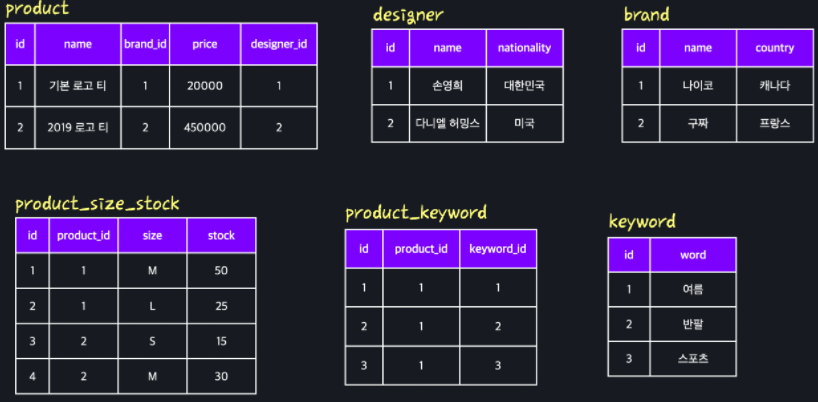 product
id name brand_id price designer_id
1 기본 로고 티 1 20000 1
2 2019 로고 티 2 450000 2
designer
id name nationality
1 손영희 대한민국
2 다니엘 허밍스 미국
brand
id name country
1 나이코 캐나다
2 구짜 프랑스
product_size_stock
id product_id size stock
1 1 M 50
2 1 L 25
3 2 S 15
4 2 M 30
product_keyword
id product_id keyword_id
1 1 1
2 1 2
3 1 3
keyword
id word
1 여름
2 반팔
3 스포츠